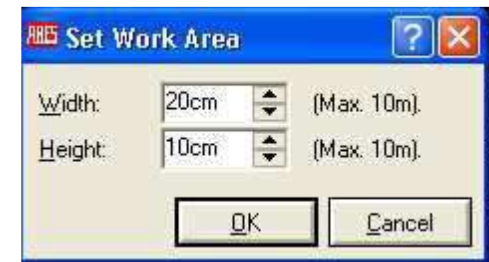 ARES Set Work Area ?
Width: 20cm (Max. 10m).
Height: 10cm (Max. 10m).
OK Cancel